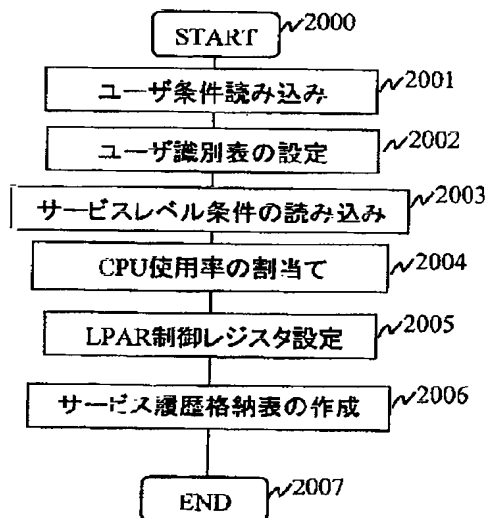 START
2000
ユーザ条件読み込み
2001
ユーザ識別表の設定
2002
サービスレベル条件の読み込み
2003
CPU使用率の割当て
2004
LPAR制御レジスタ設定
2005
サービス履歴格納表の作成
2006
END
2007